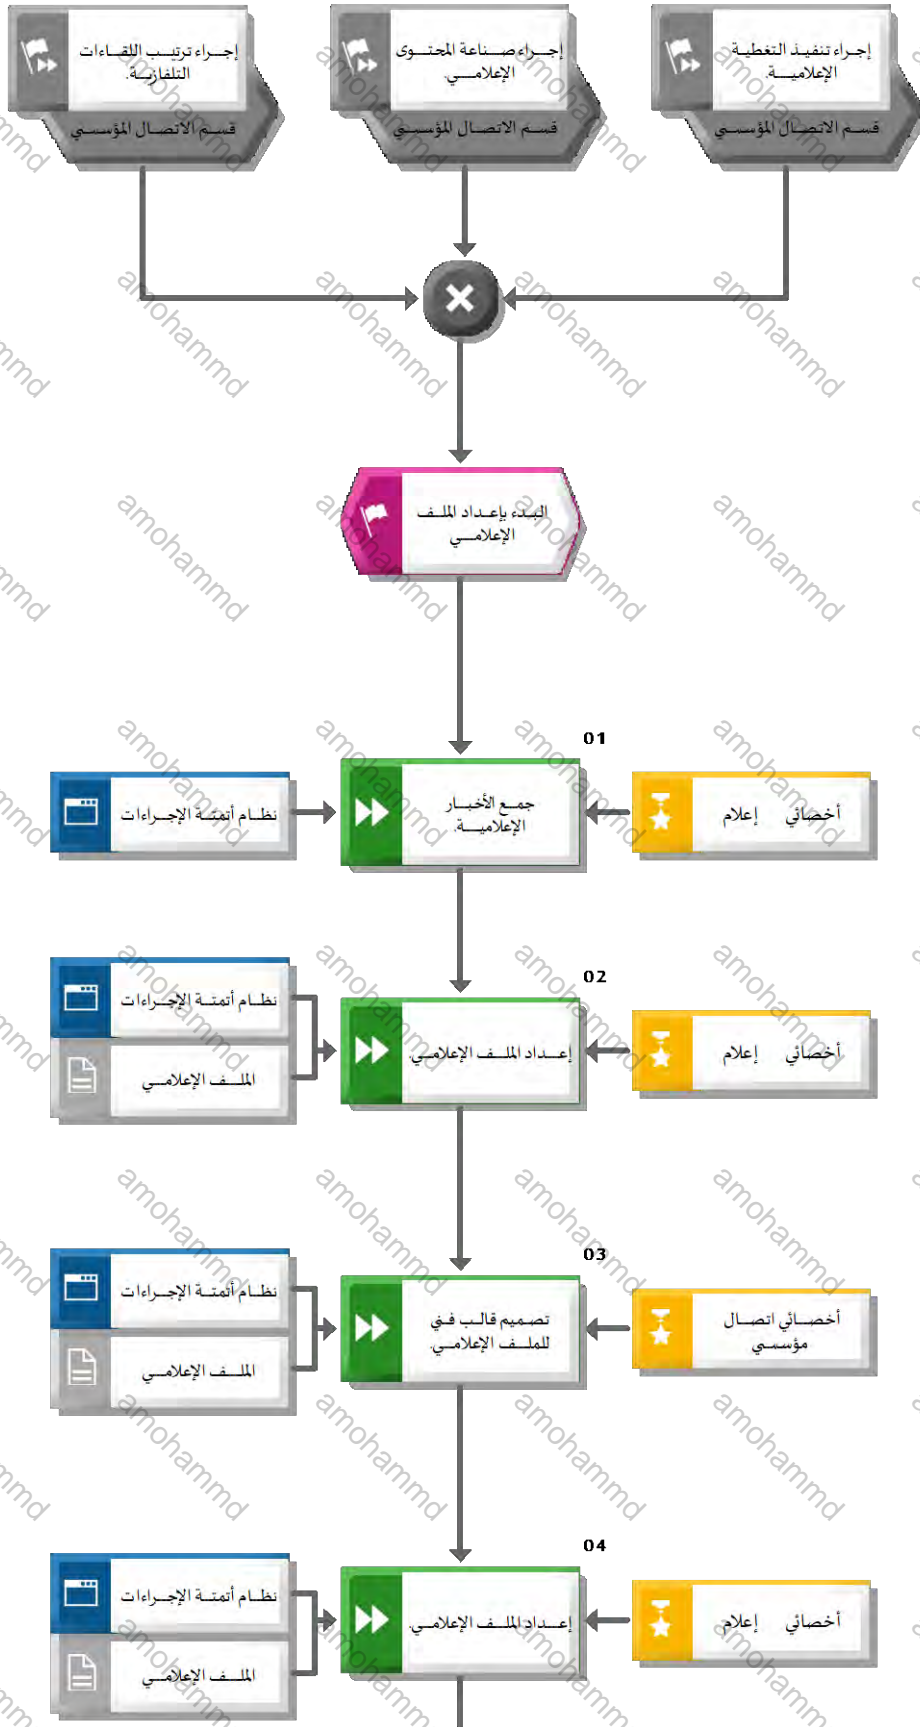 إجراء تنفيذ التغطية
الإعلامية.
قسم الاتصال المؤسسي
إجراء صناعة المحتوى
الإعلامي.
قسم الاتصال المؤسسي
إجراء ترتيب اللقاءات
التلفازية.
قسم الاتصال المؤسسي
البدء بإعداد الملف
الإعلامي
01
أخصائي إعلام
جمع الأخبار
الإعلامية.
نظام أتمتة الإجراءات
02
أخصائي إعلام
إعداد الملف الإعلامي.
نظام أتمتة الإجراءات
الملف الإعلامي
03
أخصائي اتصال
مؤسسي
تصميم قالب فني
للملف الإعلامي.
نظام أتمتة الإجراءات
الملف الإعلامي
04
أخصائي إعلام
إعداد الملف الإعلامي.
نظام أتمتة الإجراءات
الملف الإعلامي
amohammd